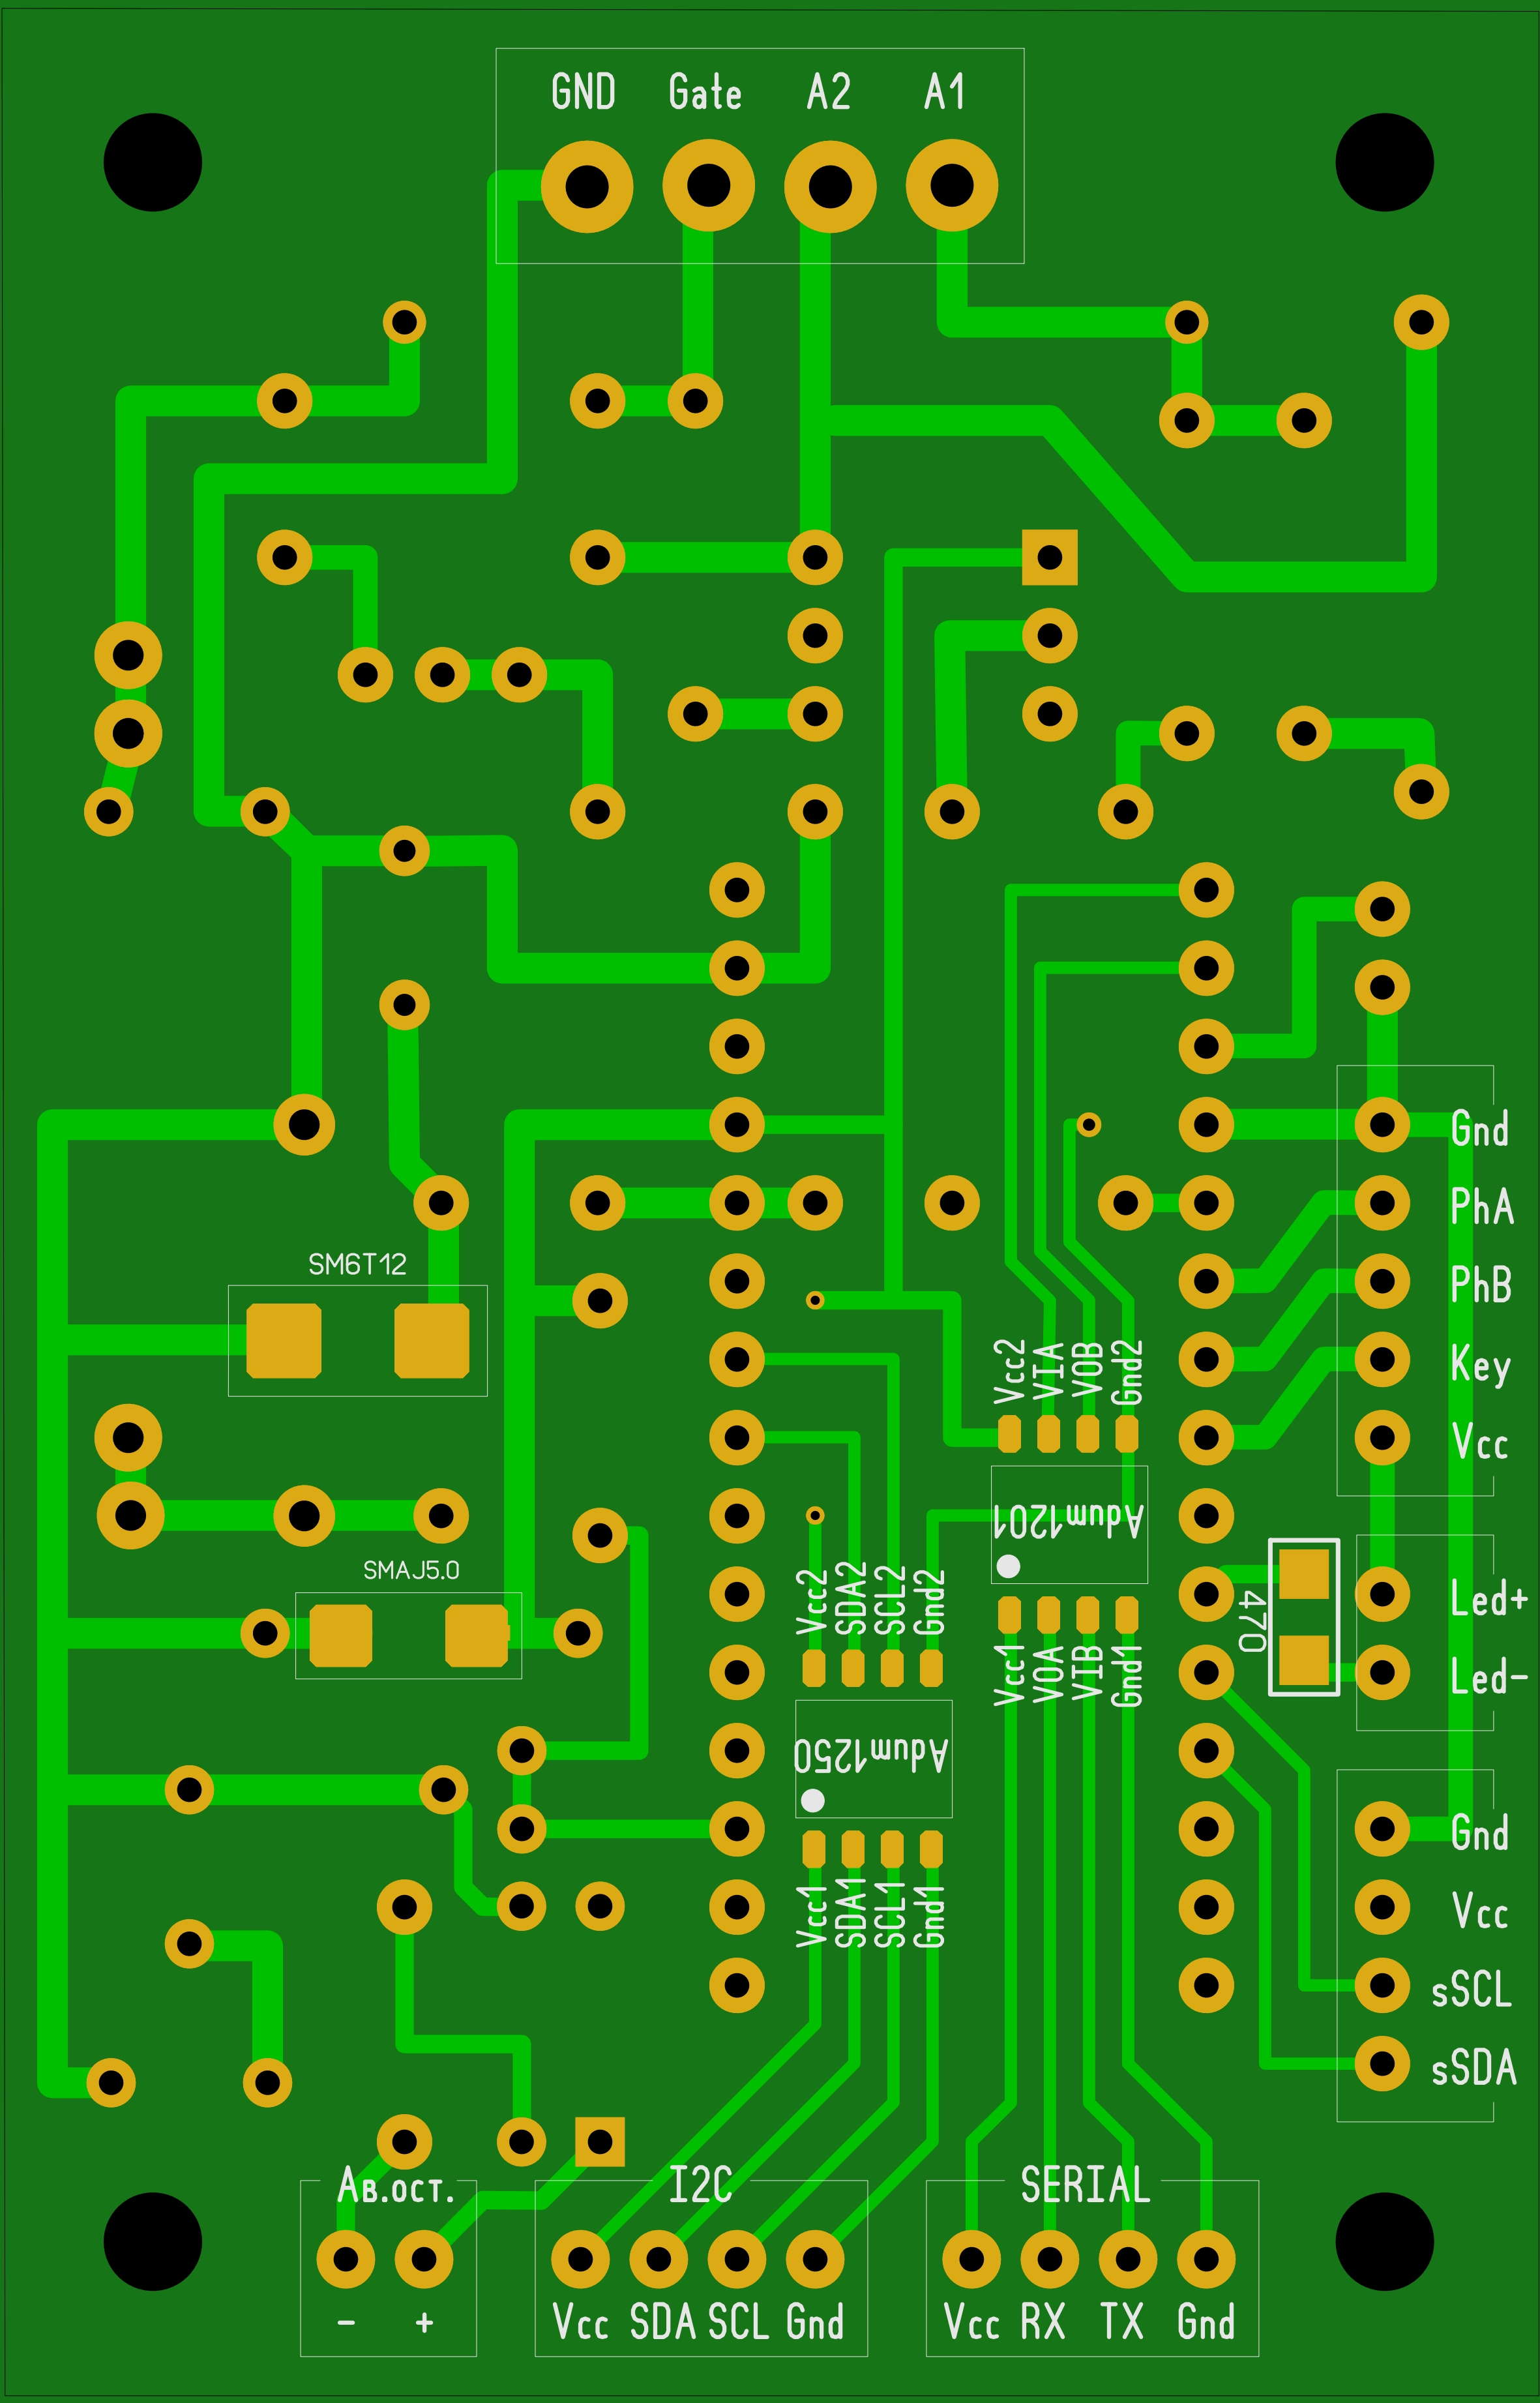 GND Gate A2 A1
Gnd
PhA
SM6T12
PhB
Vcc2 VIA VOB Gnd2
Key
Vcc
Adum1201
SMAJ5.0
Vcc2 SDA2 SCL2 Gnd2
Led+
470
Vcc1 VOA VIB Gnd1
Led-
Adum1250
Gnd
Vcc1 SDA1 SCL1 Gnd1
Vcc
sSCL
sSDA
Ав.ост. I2C SERIAL
- + Vcc SDA SCL Gnd Vcc RX TX Gnd